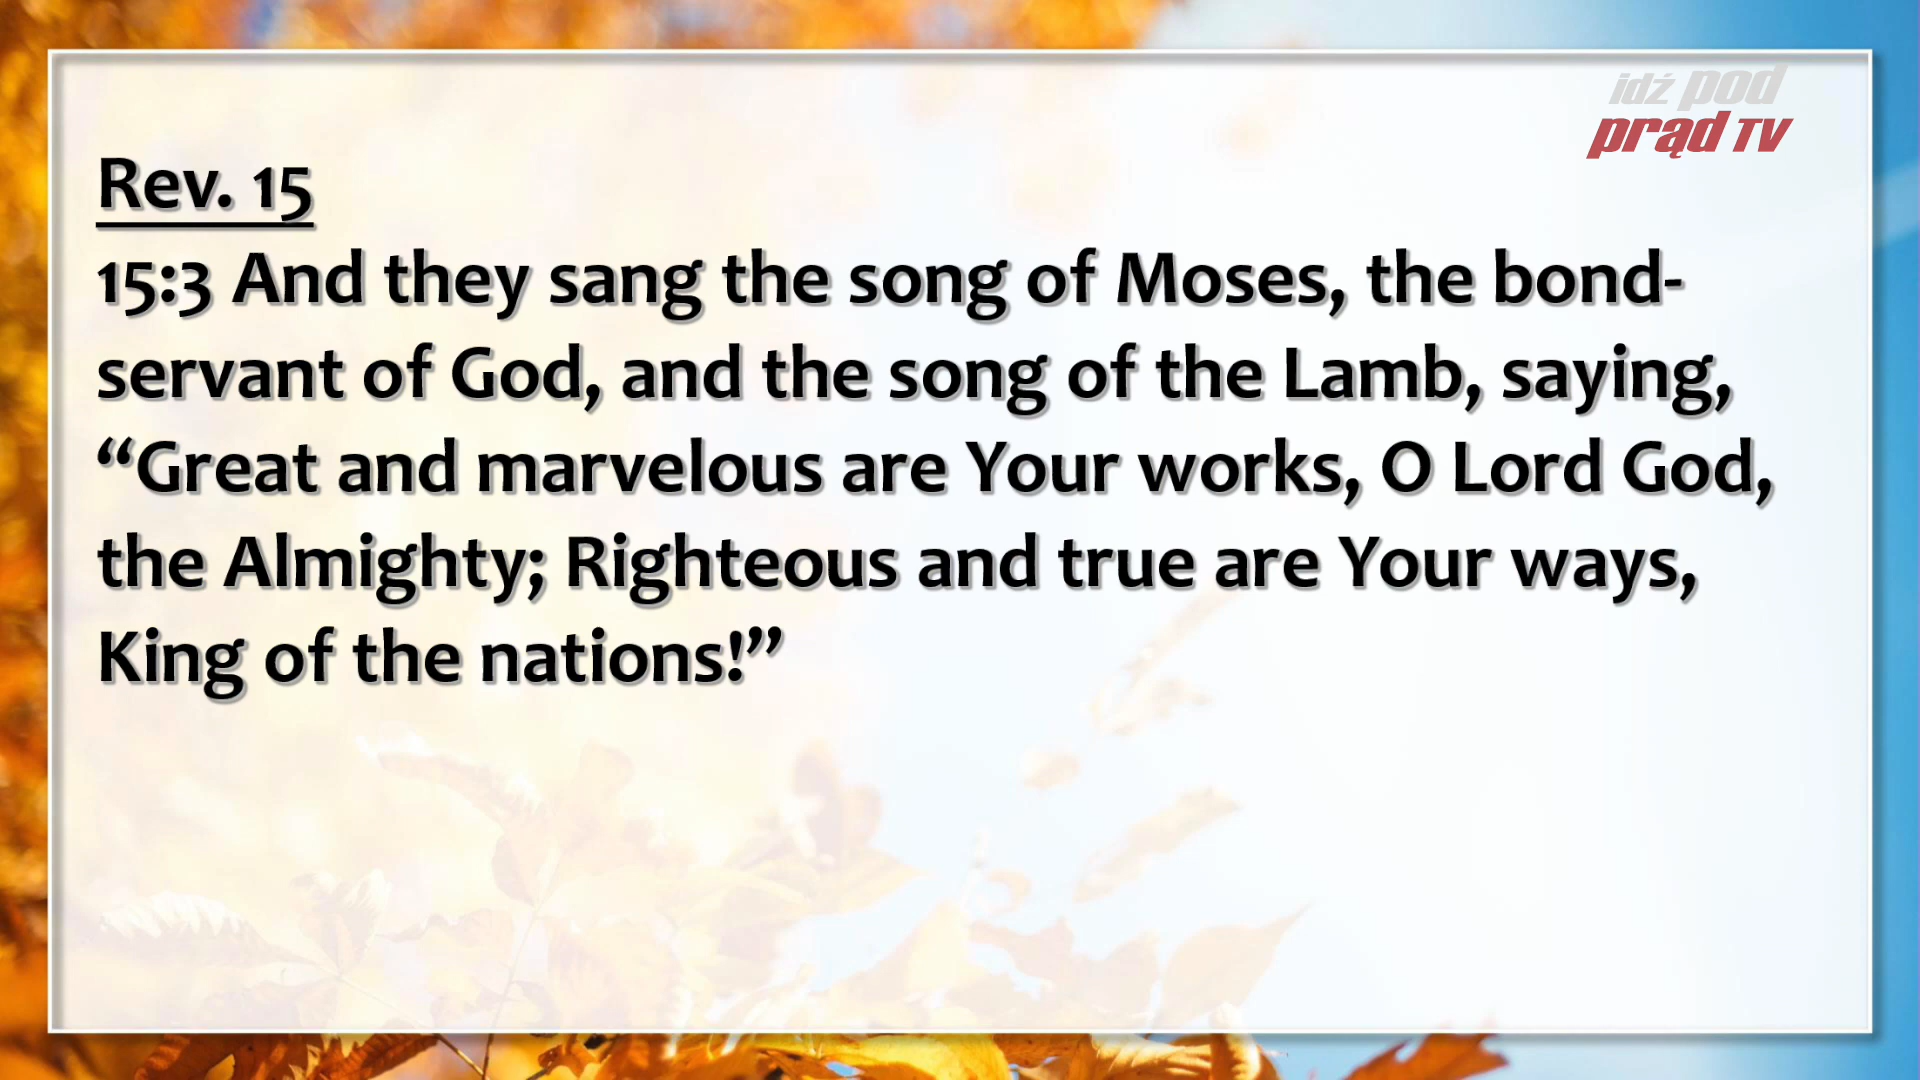 idź pod
prąd TV
Rev. 15
15:3 And they sang the song of Moses, the bond-
servant of God, and the song of the Lamb, saying,
“Great and marvelous are Your works, O Lord God,
the Almighty; Righteous and true are Your ways,
King of the nations!”